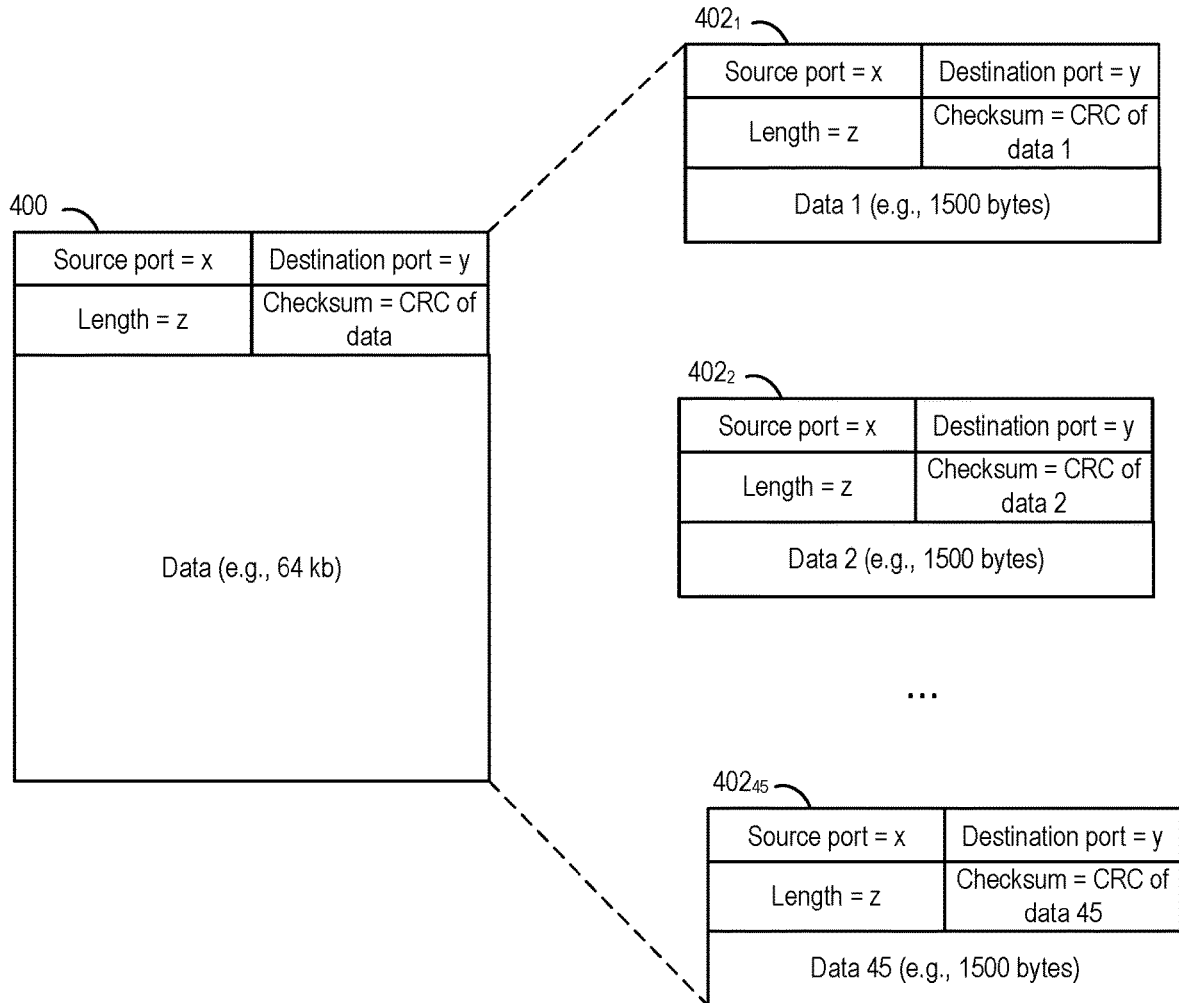 400
Source port = x
Destination port = y
Length = z
Checksum = CRC of
data
Data (e.g., 64 kb)
402₁
Source port = x
Destination port = y
Length = z
Checksum = CRC of
data 1
Data 1 (e.g., 1500 bytes)
402₂
Source port = x
Destination port = y
Length = z
Checksum = CRC of
data 2
Data 2 (e.g., 1500 bytes)
...
402₄₅
Source port = x
Destination port = y
Length = z
Checksum = CRC of
data 45
Data 45 (e.g., 1500 bytes)